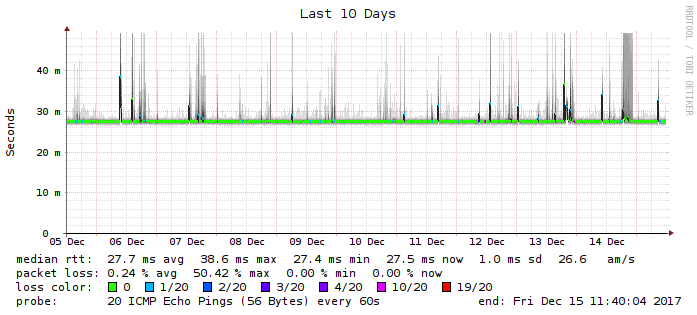 Last 10 Days
RRDTOOL / TOBI OETIKER
Seconds
40 m
30 m
20 m
10 m
0
05 Dec 06 Dec 07 Dec 08 Dec 09 Dec 10 Dec 11 Dec 12 Dec 13 Dec 14 Dec
median rtt: 27.7 ms avg 38.6 ms max 27.4 ms min 27.5 ms now 1.0 ms sd 26.6 am/s
packet loss: 0.24 % avg 50.42 % max 0.00 % min 0.00 % now
loss color: 0 1/20 2/20 3/20 4/20 10/20 19/20
probe: 20 ICMP Echo Pings (56 Bytes) every 60s end: Fri Dec 15 11:40:04 2017